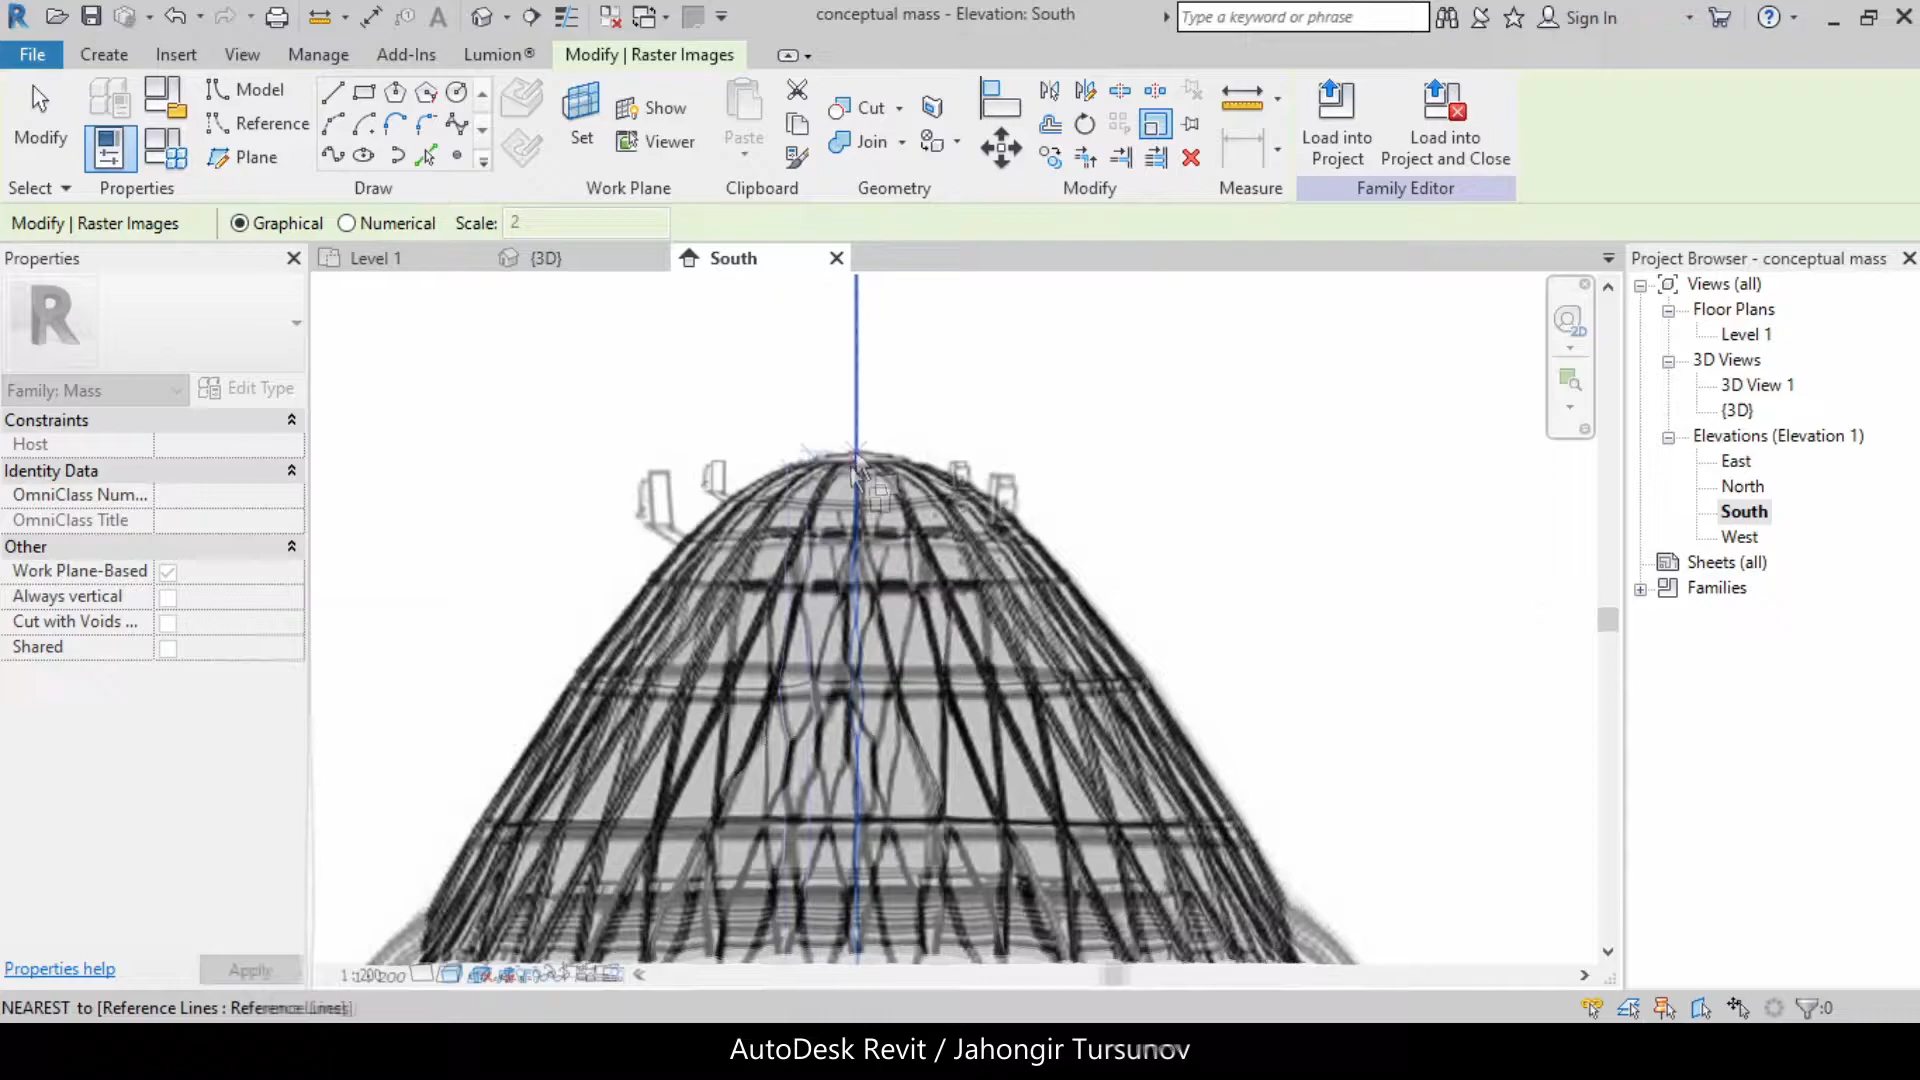 conceptual mass - Elevation: South
Type a keyword or phrase
Sign In
File
Create
Insert
View
Manage
Add-Ins
Lumion®
Modify | Raster Images
Modify
Model
Reference
Plane
Set
Show
Viewer
Paste
Cut
Join
Load into
Project
Load into
Project and Close
Select
Properties
Draw
Work Plane
Clipboard
Geometry
Modify
Measure
Family Editor
Modify | Raster Images
Graphical
Numerical
Scale:
2
Properties
Level 1
{3D}
South
Project Browser - conceptual mass
R
2D
Family: Mass
Edit Type
Constraints
Host
Identity Data
OmniClass Num...
OmniClass Title
Other
Work Plane-Based
Always vertical
Cut with Voids ...
Shared
Views (all)
Floor Plans
Level 1
3D Views
3D View 1
{3D}
Elevations (Elevation 1)
East
North
South
West
Sheets (all)
Families
Properties help
Apply
NEAREST to [Reference Lines : Reference Lines]
:0
AutoDesk Revit / Jahongir Tursunov